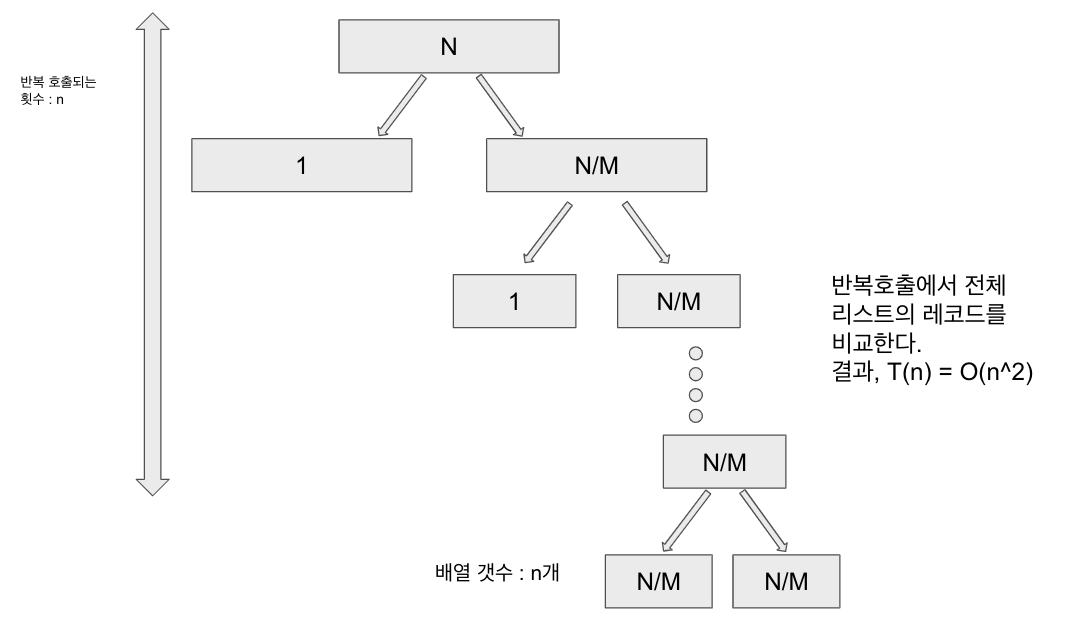 N
반복 호출되는
횟수 : n
1
N/M
1
N/M
반복호출에서 전체
리스트의 레코드를
비교한다.
결과, T(n) = O(n^2)
N/M
배열 갯수 : n개
N/M
N/M